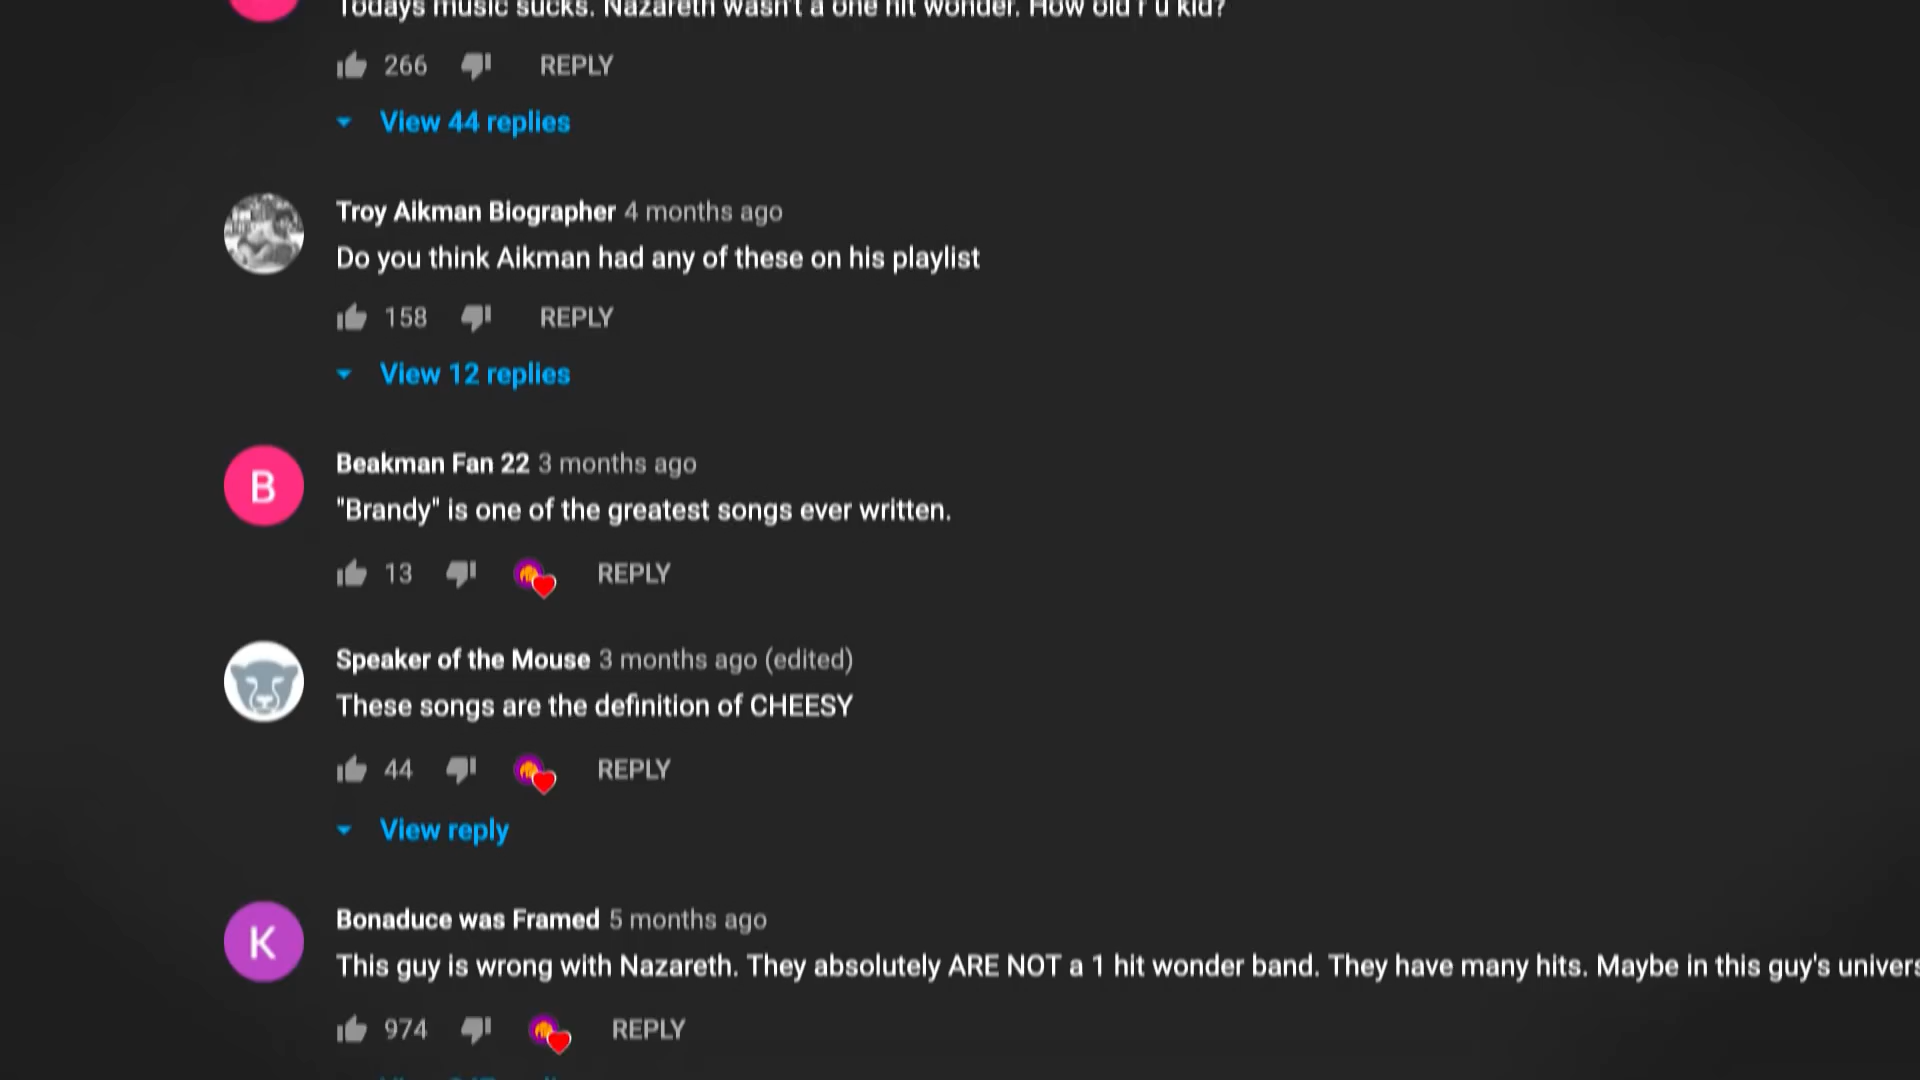 Todays music sucks. Nazareth wasn't a one hit wonder. How old r u kid?
266 REPLY
View 44 replies
Troy Aikman Biographer 4 months ago
Do you think Aikman had any of these on his playlist
158 REPLY
View 12 replies
B
Beakman Fan 22 3 months ago
"Brandy" is one of the greatest songs ever written.
13 REPLY
Speaker of the Mouse 3 months ago (edited)
These songs are the definition of CHEESY
44 REPLY
View reply
K
Bonaduce was Framed 5 months ago
This guy is wrong with Nazareth. They absolutely ARE NOT a 1 hit wonder band. They have many hits. Maybe in this guy's univers
974 REPLY